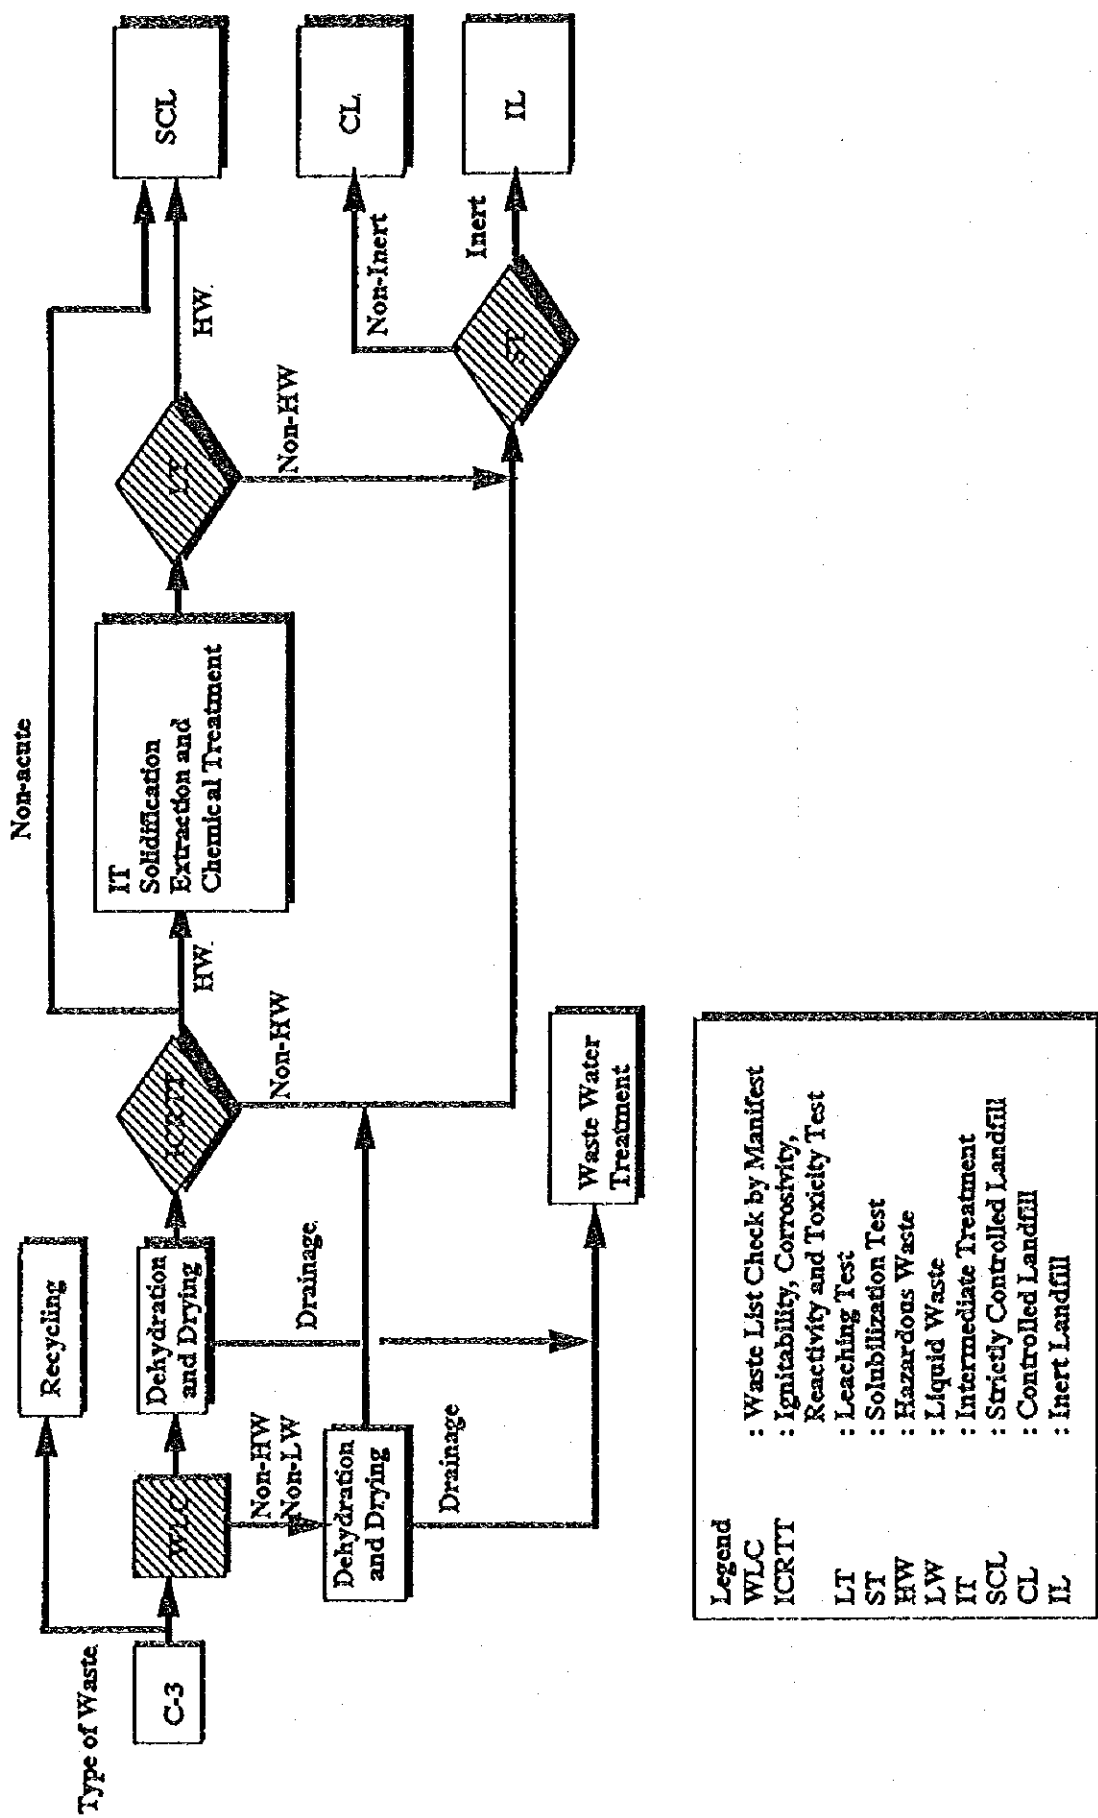 Type of Waste
C-3
Recycling
WLC
Dehydration
and Drying
Non-HW
Non-LW
Dehydration
and Drying
Drainage
Drainage
ICRTT
HW
Non-HW
Non-acute
IT
Solidification
Extraction and
Chemical Treatment
LT
HW
Non-HW
ST
Non-Inert
Inert
SCL
CL
IL
Waste Water
Treatment
Legend
WLC : Waste List Check by Manifest
ICRTT : Ignitability, Corrosivity,
Reactivity and Toxicity Test
LT : Leaching Test
ST : Solubilization Test
HW : Hazardous Waste
LW : Liquid Waste
IT : Intermediate Treatment
SCL : Strictly Controlled Landfill
CL : Controlled Landfill
IL : Inert Landfill